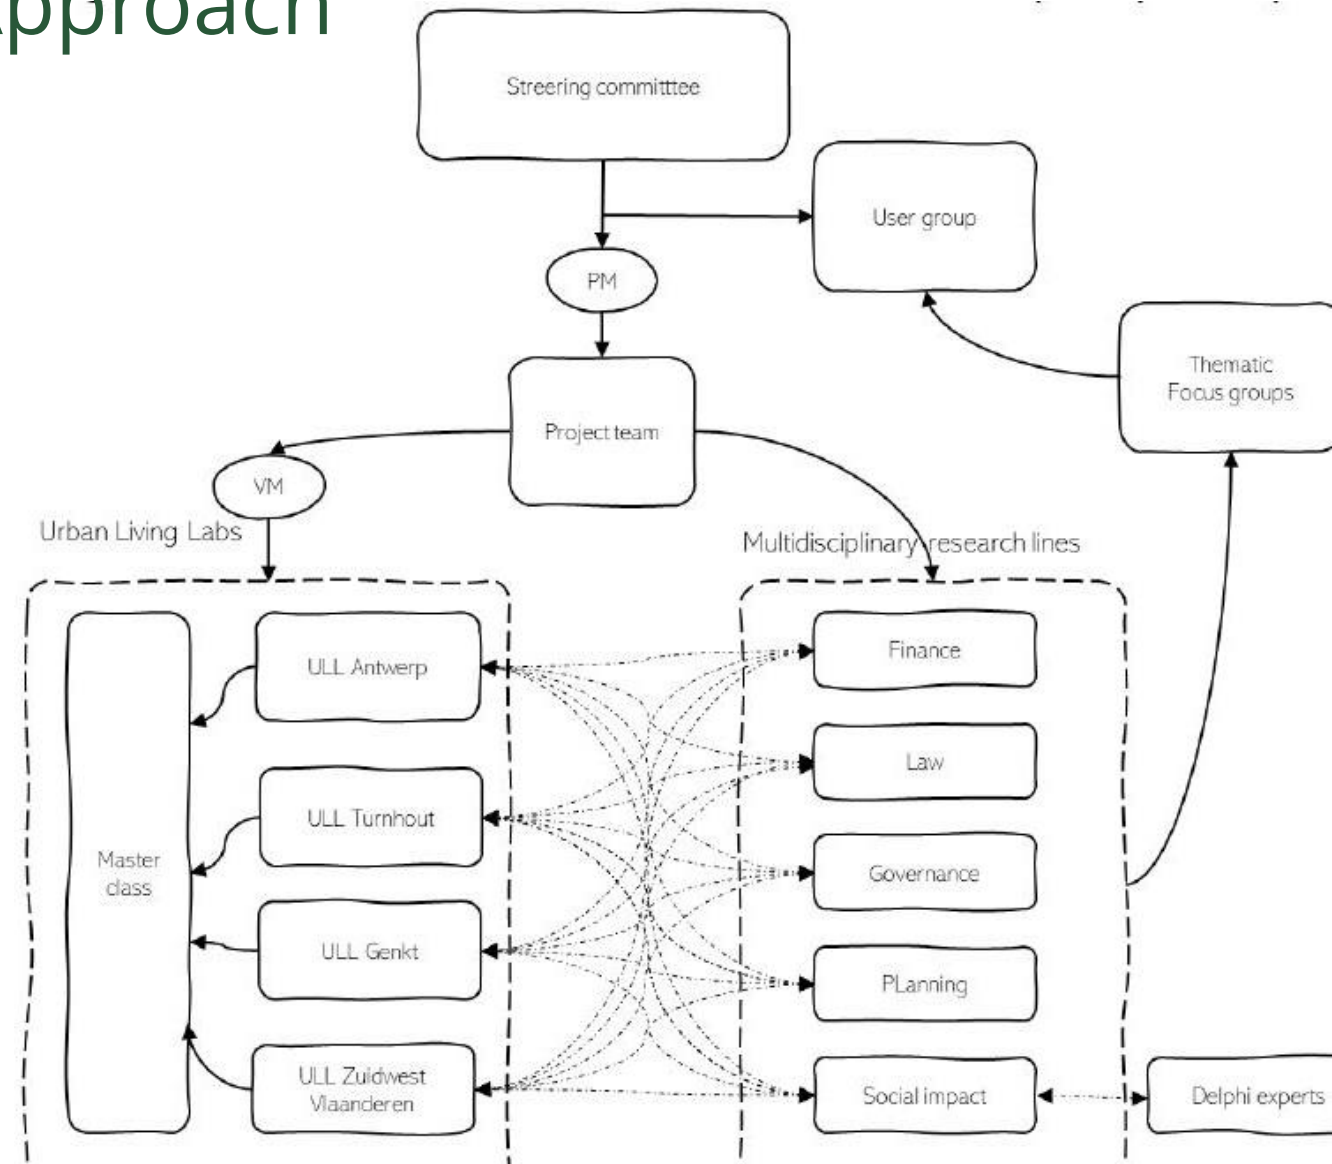 Approach
Streering committtee
User group
PM
Thematic
Focus groups
Project team
VM
Urban Living Labs
Multidisciplinary research lines
Master
class
ULL Antwerp
ULL Turnhout
ULL Genkt
ULL Zuidwest
Vlaanderen
Finance
Law
Governance
PLanning
Social impact
Delphi experts